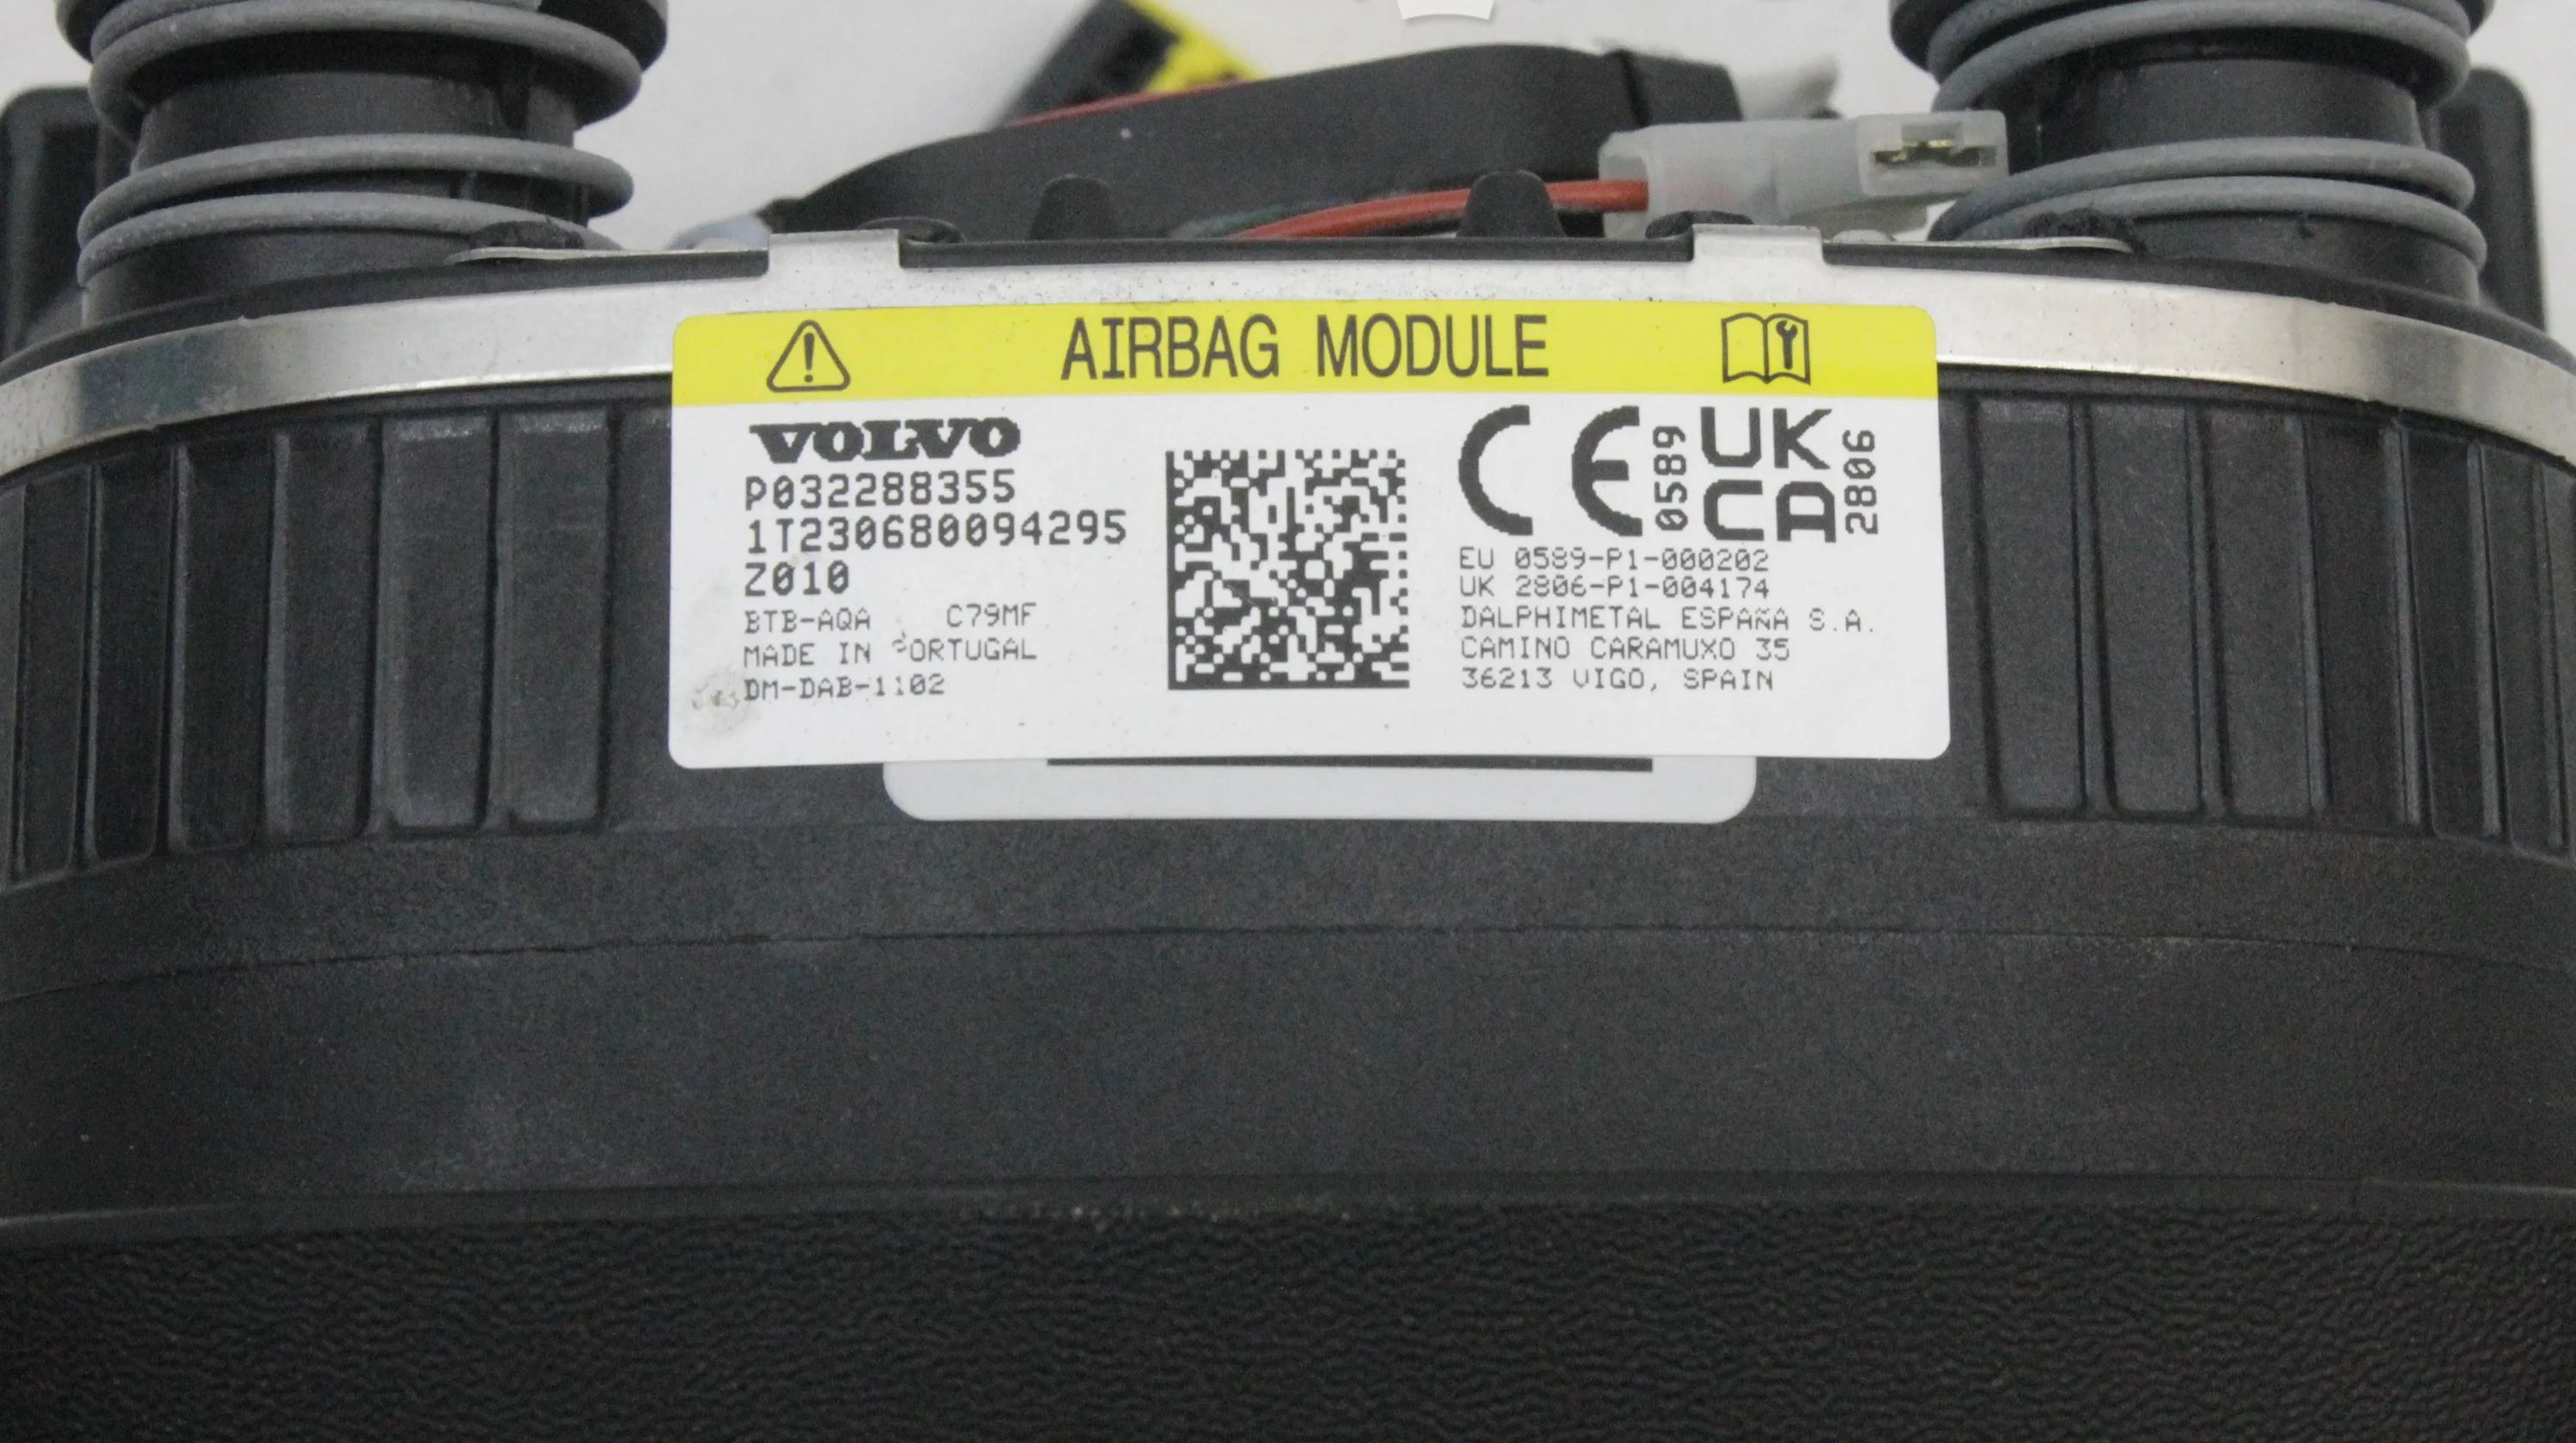 AIRBAG MODULE
VOLVO
P032288355
1T230680094295
Z010
BTB-AQA C79MF
MADE IN PORTUGAL
DM-DAB-1102
CE 0589
UK
CA 2806
EU 0589-P1-000202
UK 2806-P1-004174
DALPHIMETAL ESPAÑA S.A.
CAMINO CARAMUXO 35
36213 VIGO, SPAIN